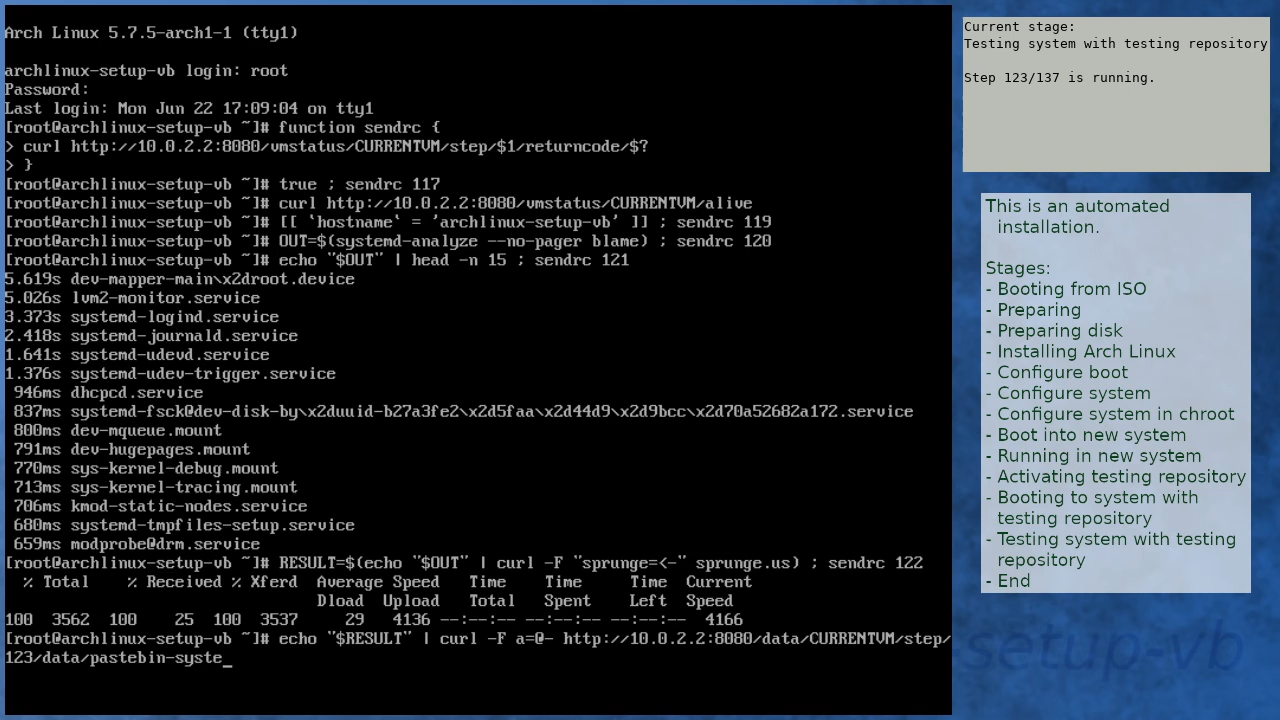 Arch Linux 5.7.5-arch1-1 (tty1)
archlinux-setup-vb login: root
Password:
Last login: Mon Jun 22 17:09:04 on tty1
[root@archlinux-setup-vb ~]# function sendrc {
> curl http://10.0.2.2:8080/vmstatus/CURRENTVM/step/$1/returncode/$?
> }
[root@archlinux-setup-vb ~]# true ; sendrc 117
[root@archlinux-setup-vb ~]# curl http://10.0.2.2:8080/vmstatus/CURRENTVM/alive
[root@archlinux-setup-vb ~]# [[ `hostname` = 'archlinux-setup-vb' ]] ; sendrc 119
[root@archlinux-setup-vb ~]# OUT=$(systemd-analyze --no-pager blame) ; sendrc 120
[root@archlinux-setup-vb ~]# echo "$OUT" | head -n 15 ; sendrc 121
5.619s dev-mapper-main\x2droot.device
5.026s lvm2-monitor.service
3.373s systemd-logind.service
2.418s systemd-journald.service
1.641s systemd-udevd.service
1.376s systemd-udev-trigger.service
946ms dhcpcd.service
837ms systemd-fsck@dev-disk-by\x2duuid-b27a3fe2\x2d5faa\x2d44d9\x2d9bcc\x2d70a52682a172.service
800ms dev-mqueue.mount
791ms dev-hugepages.mount
770ms sys-kernel-debug.mount
713ms sys-kernel-tracing.mount
706ms kmod-static-nodes.service
680ms systemd-tmpfiles-setup.service
659ms modprobe@drm.service
[root@archlinux-setup-vb ~]# RESULT=$(echo "$OUT" | curl -F "sprunge=<-" sprunge.us) ; sendrc 122
% Total    % Received % Xferd  Average Speed   Time    Time     Time  Current
Dload  Upload   Total   Spent    Left  Speed
100  3562  100    25  100  3537     29   4136 --:--:-- --:--:-- --:--:--  4166
[root@archlinux-setup-vb ~]# echo "$RESULT" | curl -F a=@- http://10.0.2.2:8080/data/CURRENTVM/step/
123/data/pastebin-syste_
Current stage:
Testing system with testing repository
Step 123/137 is running.
This is an automated
installation.
Stages:
- Booting from ISO
- Preparing
- Preparing disk
- Installing Arch Linux
- Configure boot
- Configure system
- Configure system in chroot
- Boot into new system
- Running in new system
- Activating testing repository
- Booting to system with
testing repository
- Testing system with testing
repository
- End
setup-vb